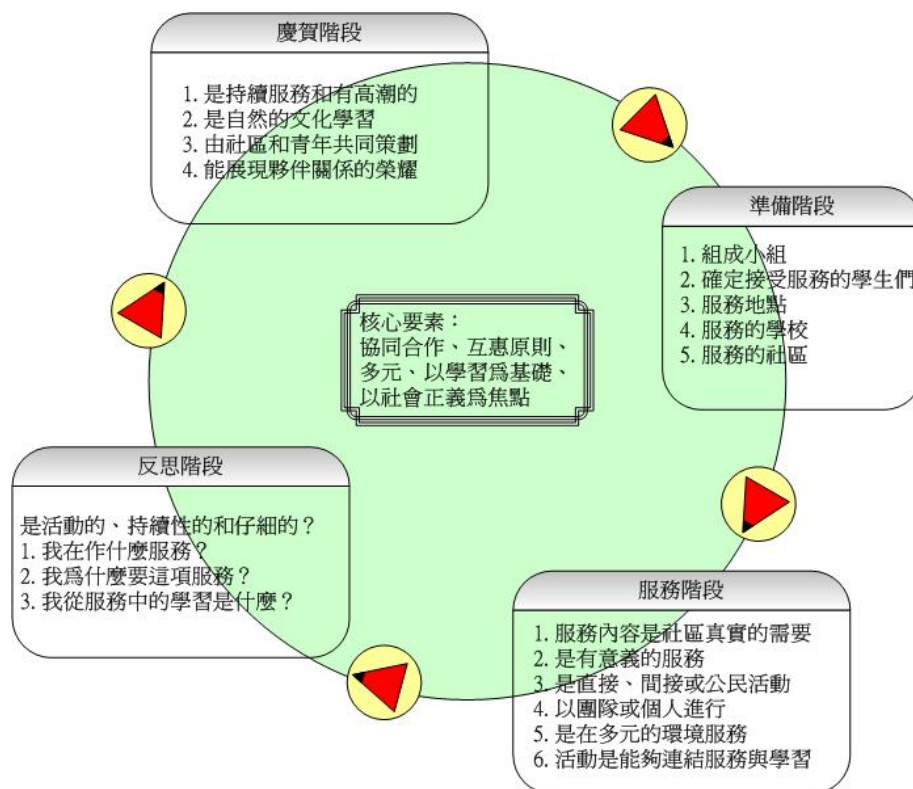 慶賀階段
1. 是持續服務和有高潮的
2. 是自然的文化學習
3. 由社區和青年共同策劃
4. 能展現夥伴關係的榮耀
準備階段
1. 組成小組
2. 確定接受服務的學生們
3. 服務地點
4. 服務的學校
5. 服務的社區
核心要素：
協同合作、互惠原則、
多元、以學習爲基礎、
以社會正義爲焦點
反思階段
是活動的、持續性的和仔細的？
1. 我在作什麼服務？
2. 我爲什麼要這項服務？
3. 我從服務中的學習是什麼？
服務階段
1. 服務內容是社區真實的需要
2. 是有意義的服務
3. 是直接、間接或公民活動
4. 以團隊或個人進行
5. 是在多元的環境服務
6. 活動是能夠連結服務與學習